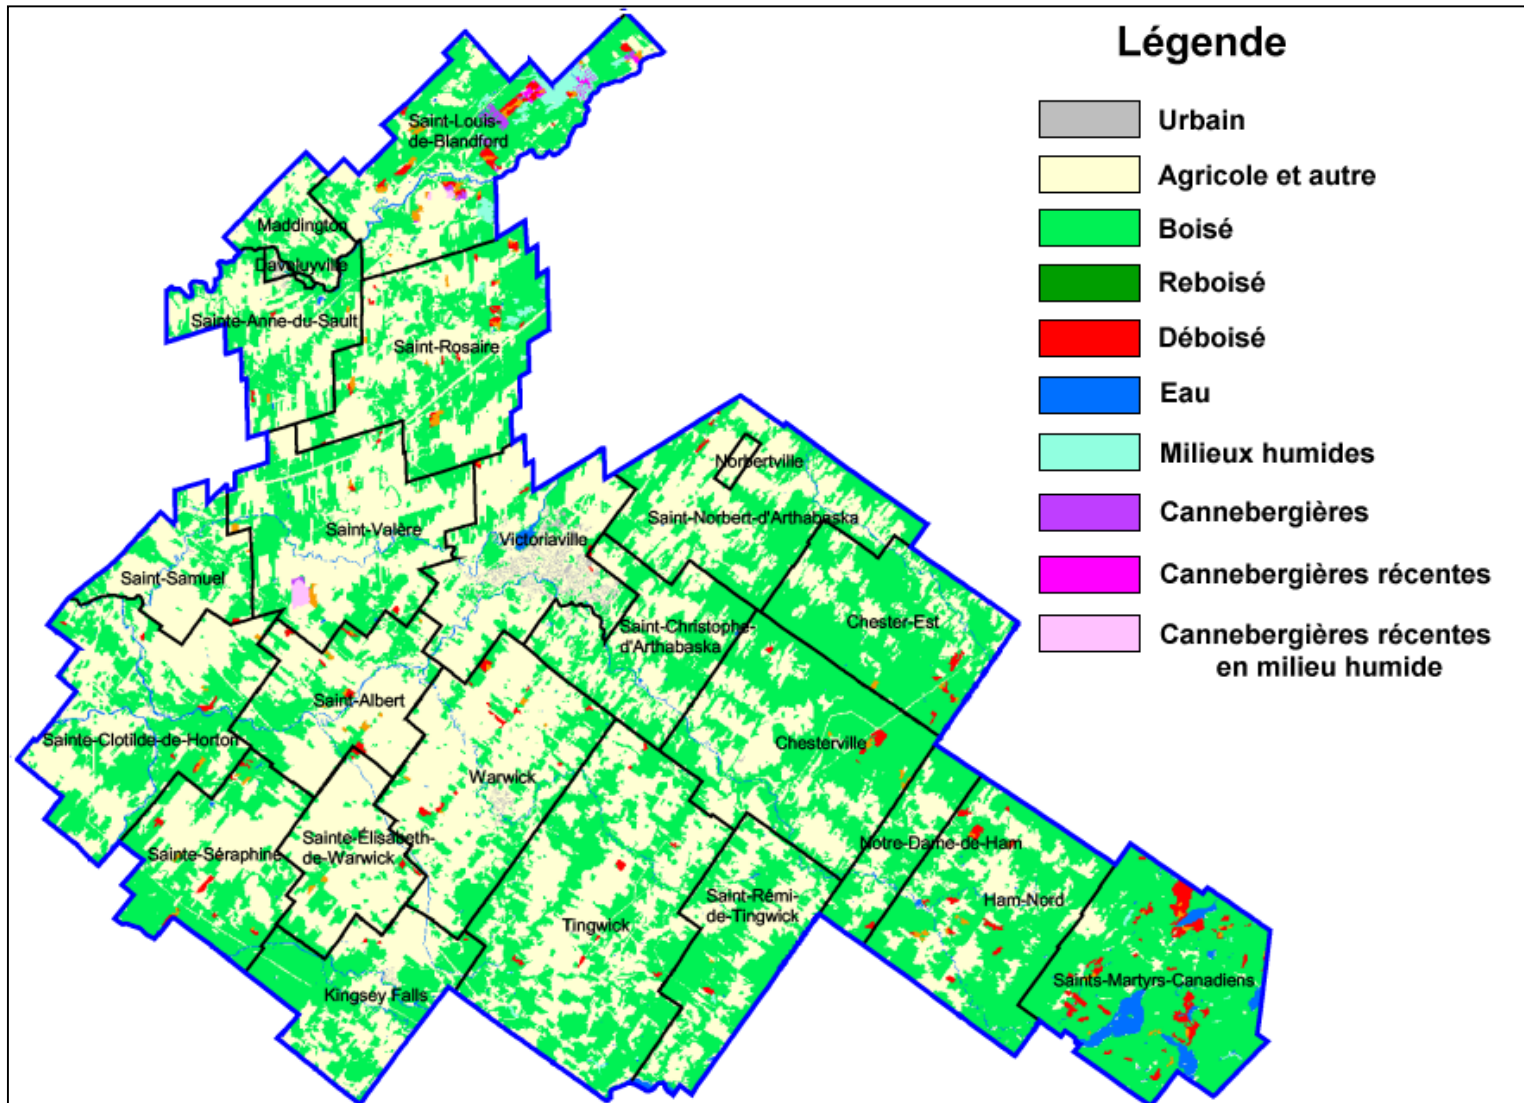 Légende
Urbain
Agricole et autre
Boisé
Reboisé
Déboisé
Eau
Milieux humides
Cannebergières
Cannebergières récentes
Cannebergières récentes
en milieu humide
Saint-Louis-
de-Blandford
Maddington
Daveluyville
Sainte-Anne-du-Sault
Saint-Rosaire
Norbertville
Saint-Norbert-d'Arthabaska
Saint-Valère
Victoriaville
Saint-Samuel
Saint-Christophe-
d'Arthabaska
Chester-Est
Saint-Albert
Sainte-Clotilde-de-Horton
Chesterville
Warwick
Sainte-Élisabeth-
de-Warwick
Sainte-Séraphine
Notre-Dame-de-Ham
Saint-Rémi-
de-Tingwick
Ham-Nord
Tingwick
Saints-Martyrs-Canadiens
Kingsey Falls